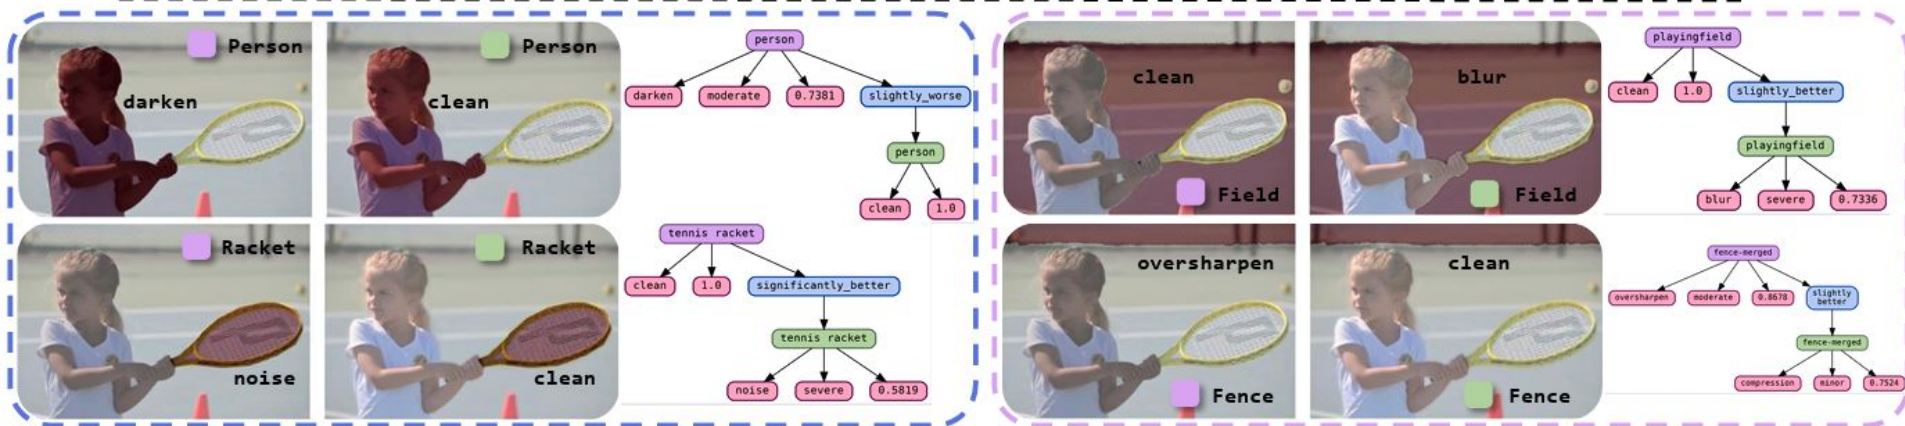 Person
darken
Person
clean
person
darken
moderate
0.7381
slightly_worse
person
clean
1.0
Racket
noise
Racket
clean
tennis racket
clean
1.0
significantly_better
tennis racket
noise
severe
0.5819
clean
Field
blur
Field
playingfield
clean
1.0
slightly_better
playingfield
blur
severe
0.7336
oversharpen
Fence
clean
Fence
fence-merged
oversharpen
moderate
0.8678
slightly
better
fence-merged
compression
minor
0.7524